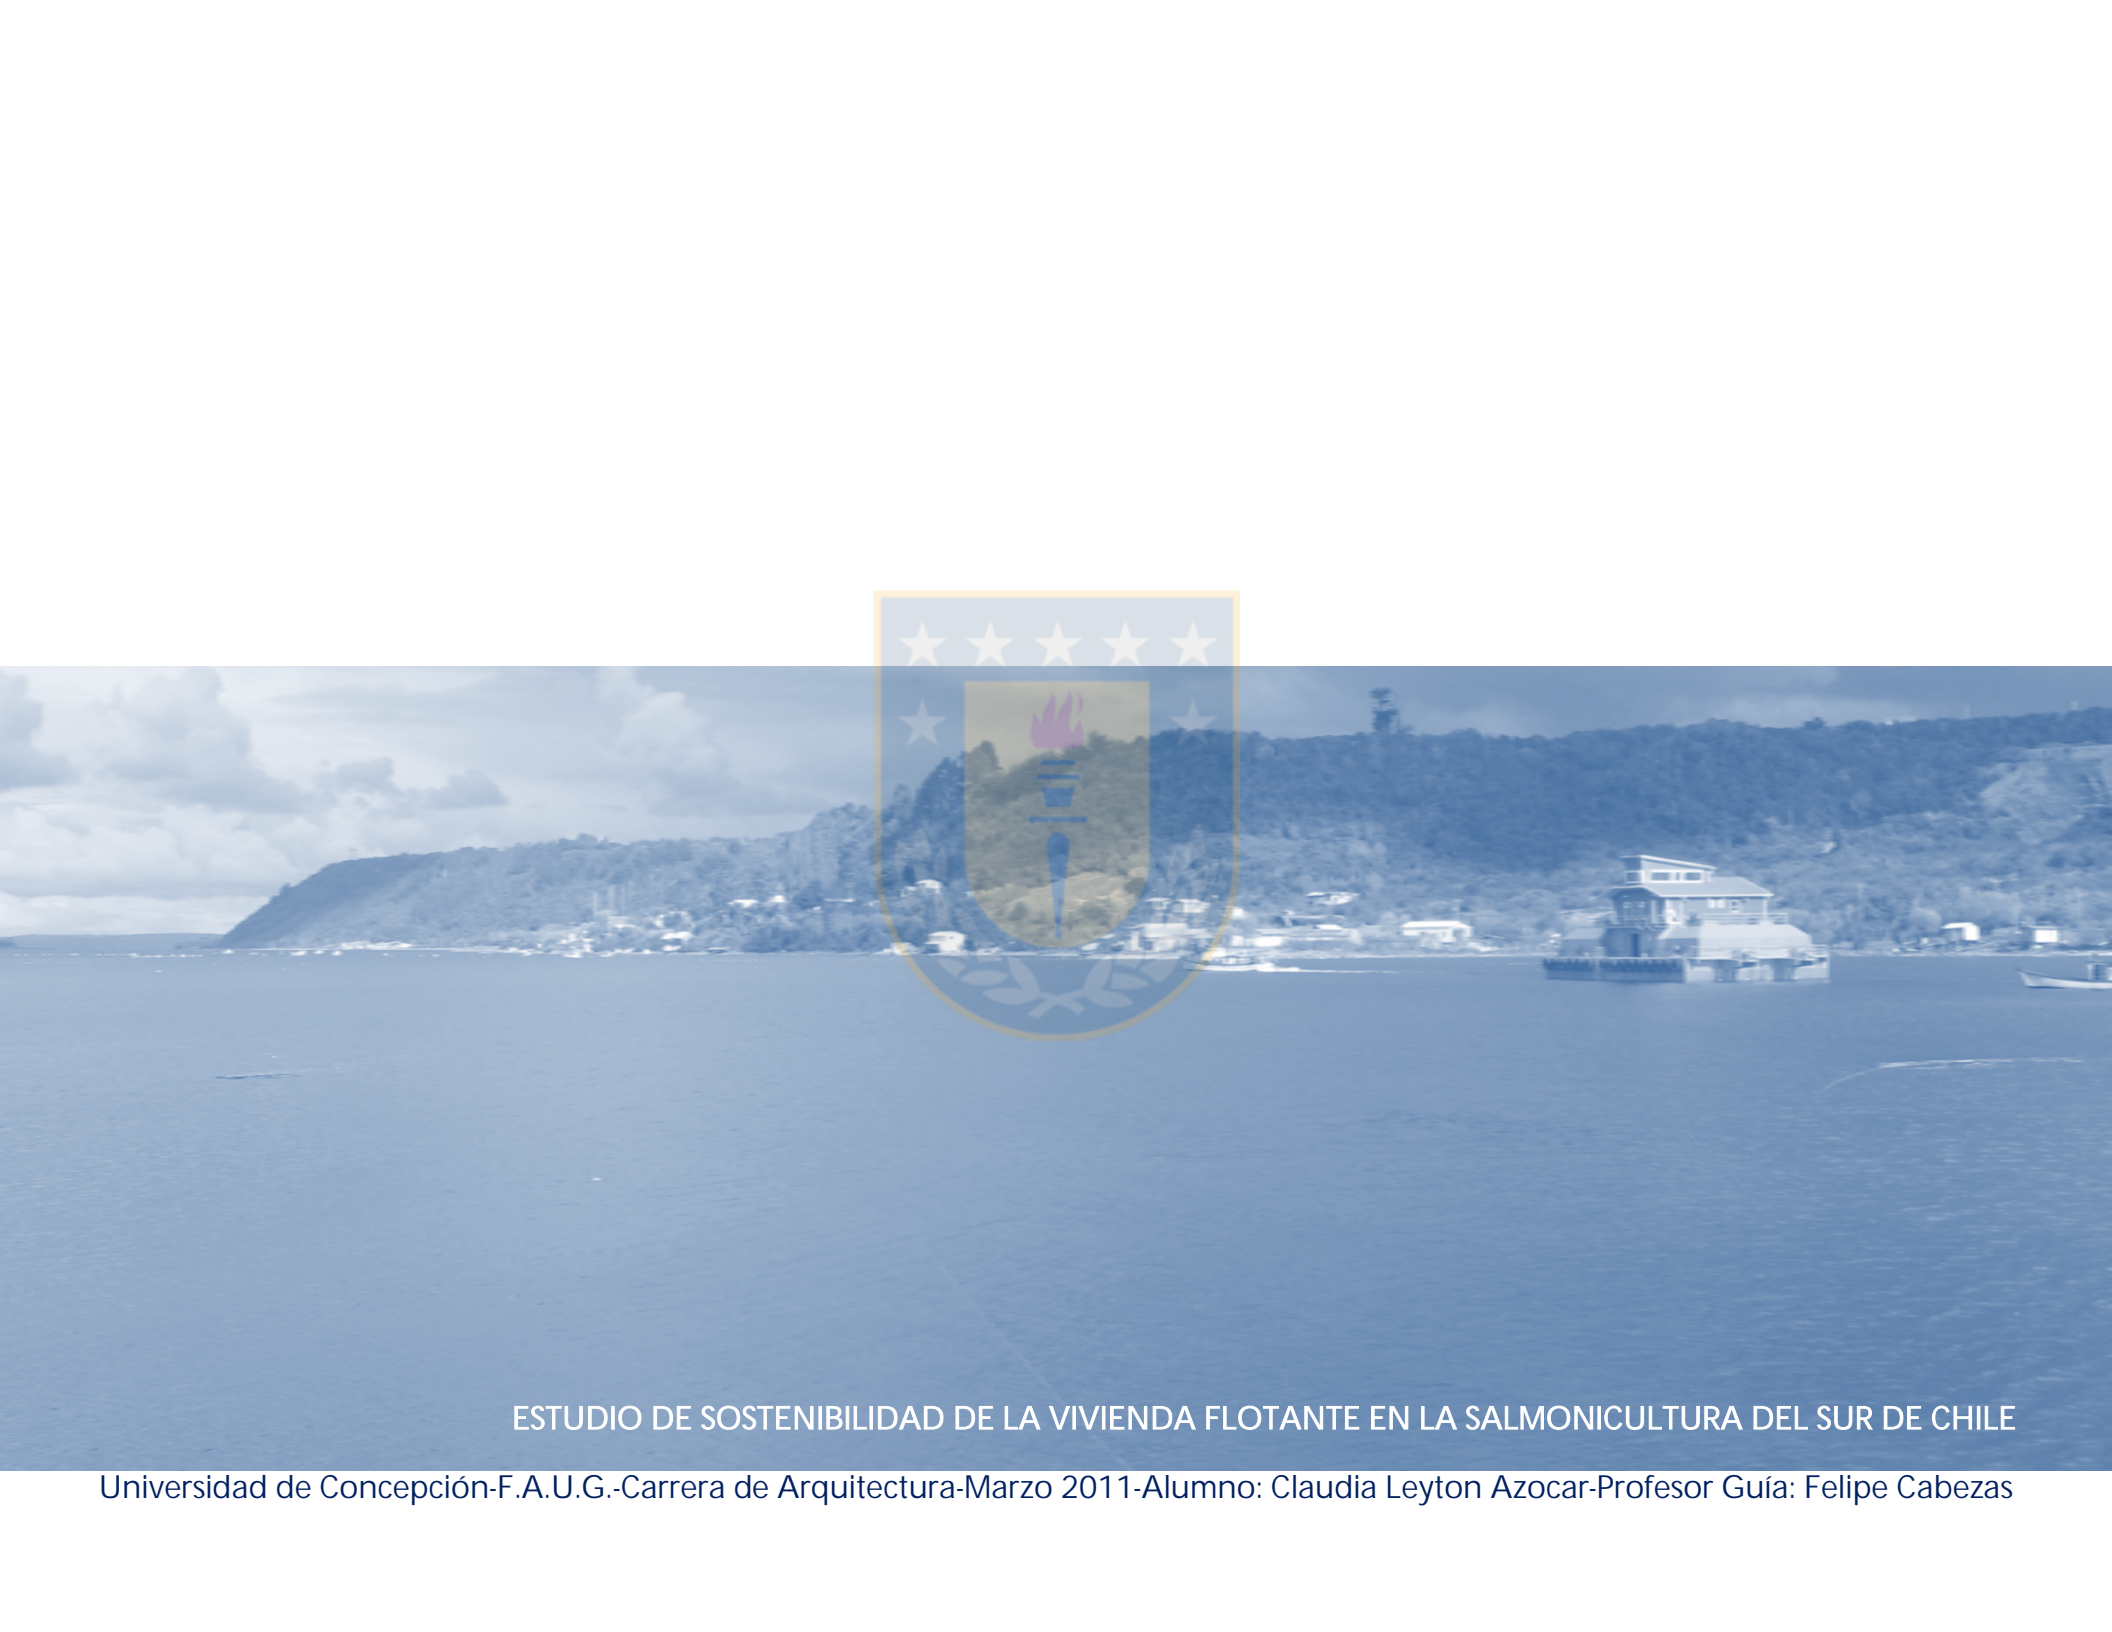 ESTUDIO DE SOSTENIBILIDAD DE LA VIVIENDA FLOTANTE EN LA SALMONICULTURA DEL SUR DE CHILE
Universidad de Concepción-F.A.U.G.-Carrera de Arquitectura-Marzo 2011-Alumno: Claudia Leyton Azocar-Profesor Guía: Felipe Cabezas